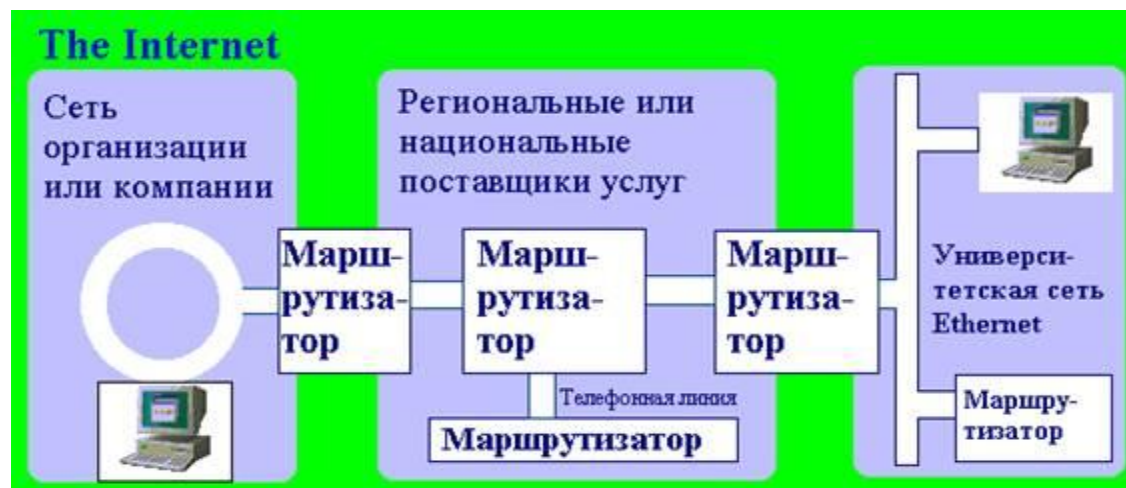 The Internet
Сеть
организации
или компании
Региональные или
национальные
поставщики услуг
Марш-
рутиза-
тор
Марш-
рутиза-
тор
Марш-
рутиза-
тор
Телефонная линия
Маршрутизатор
Универси-
тетская сеть
Ethernet
Маршру-
тизатор